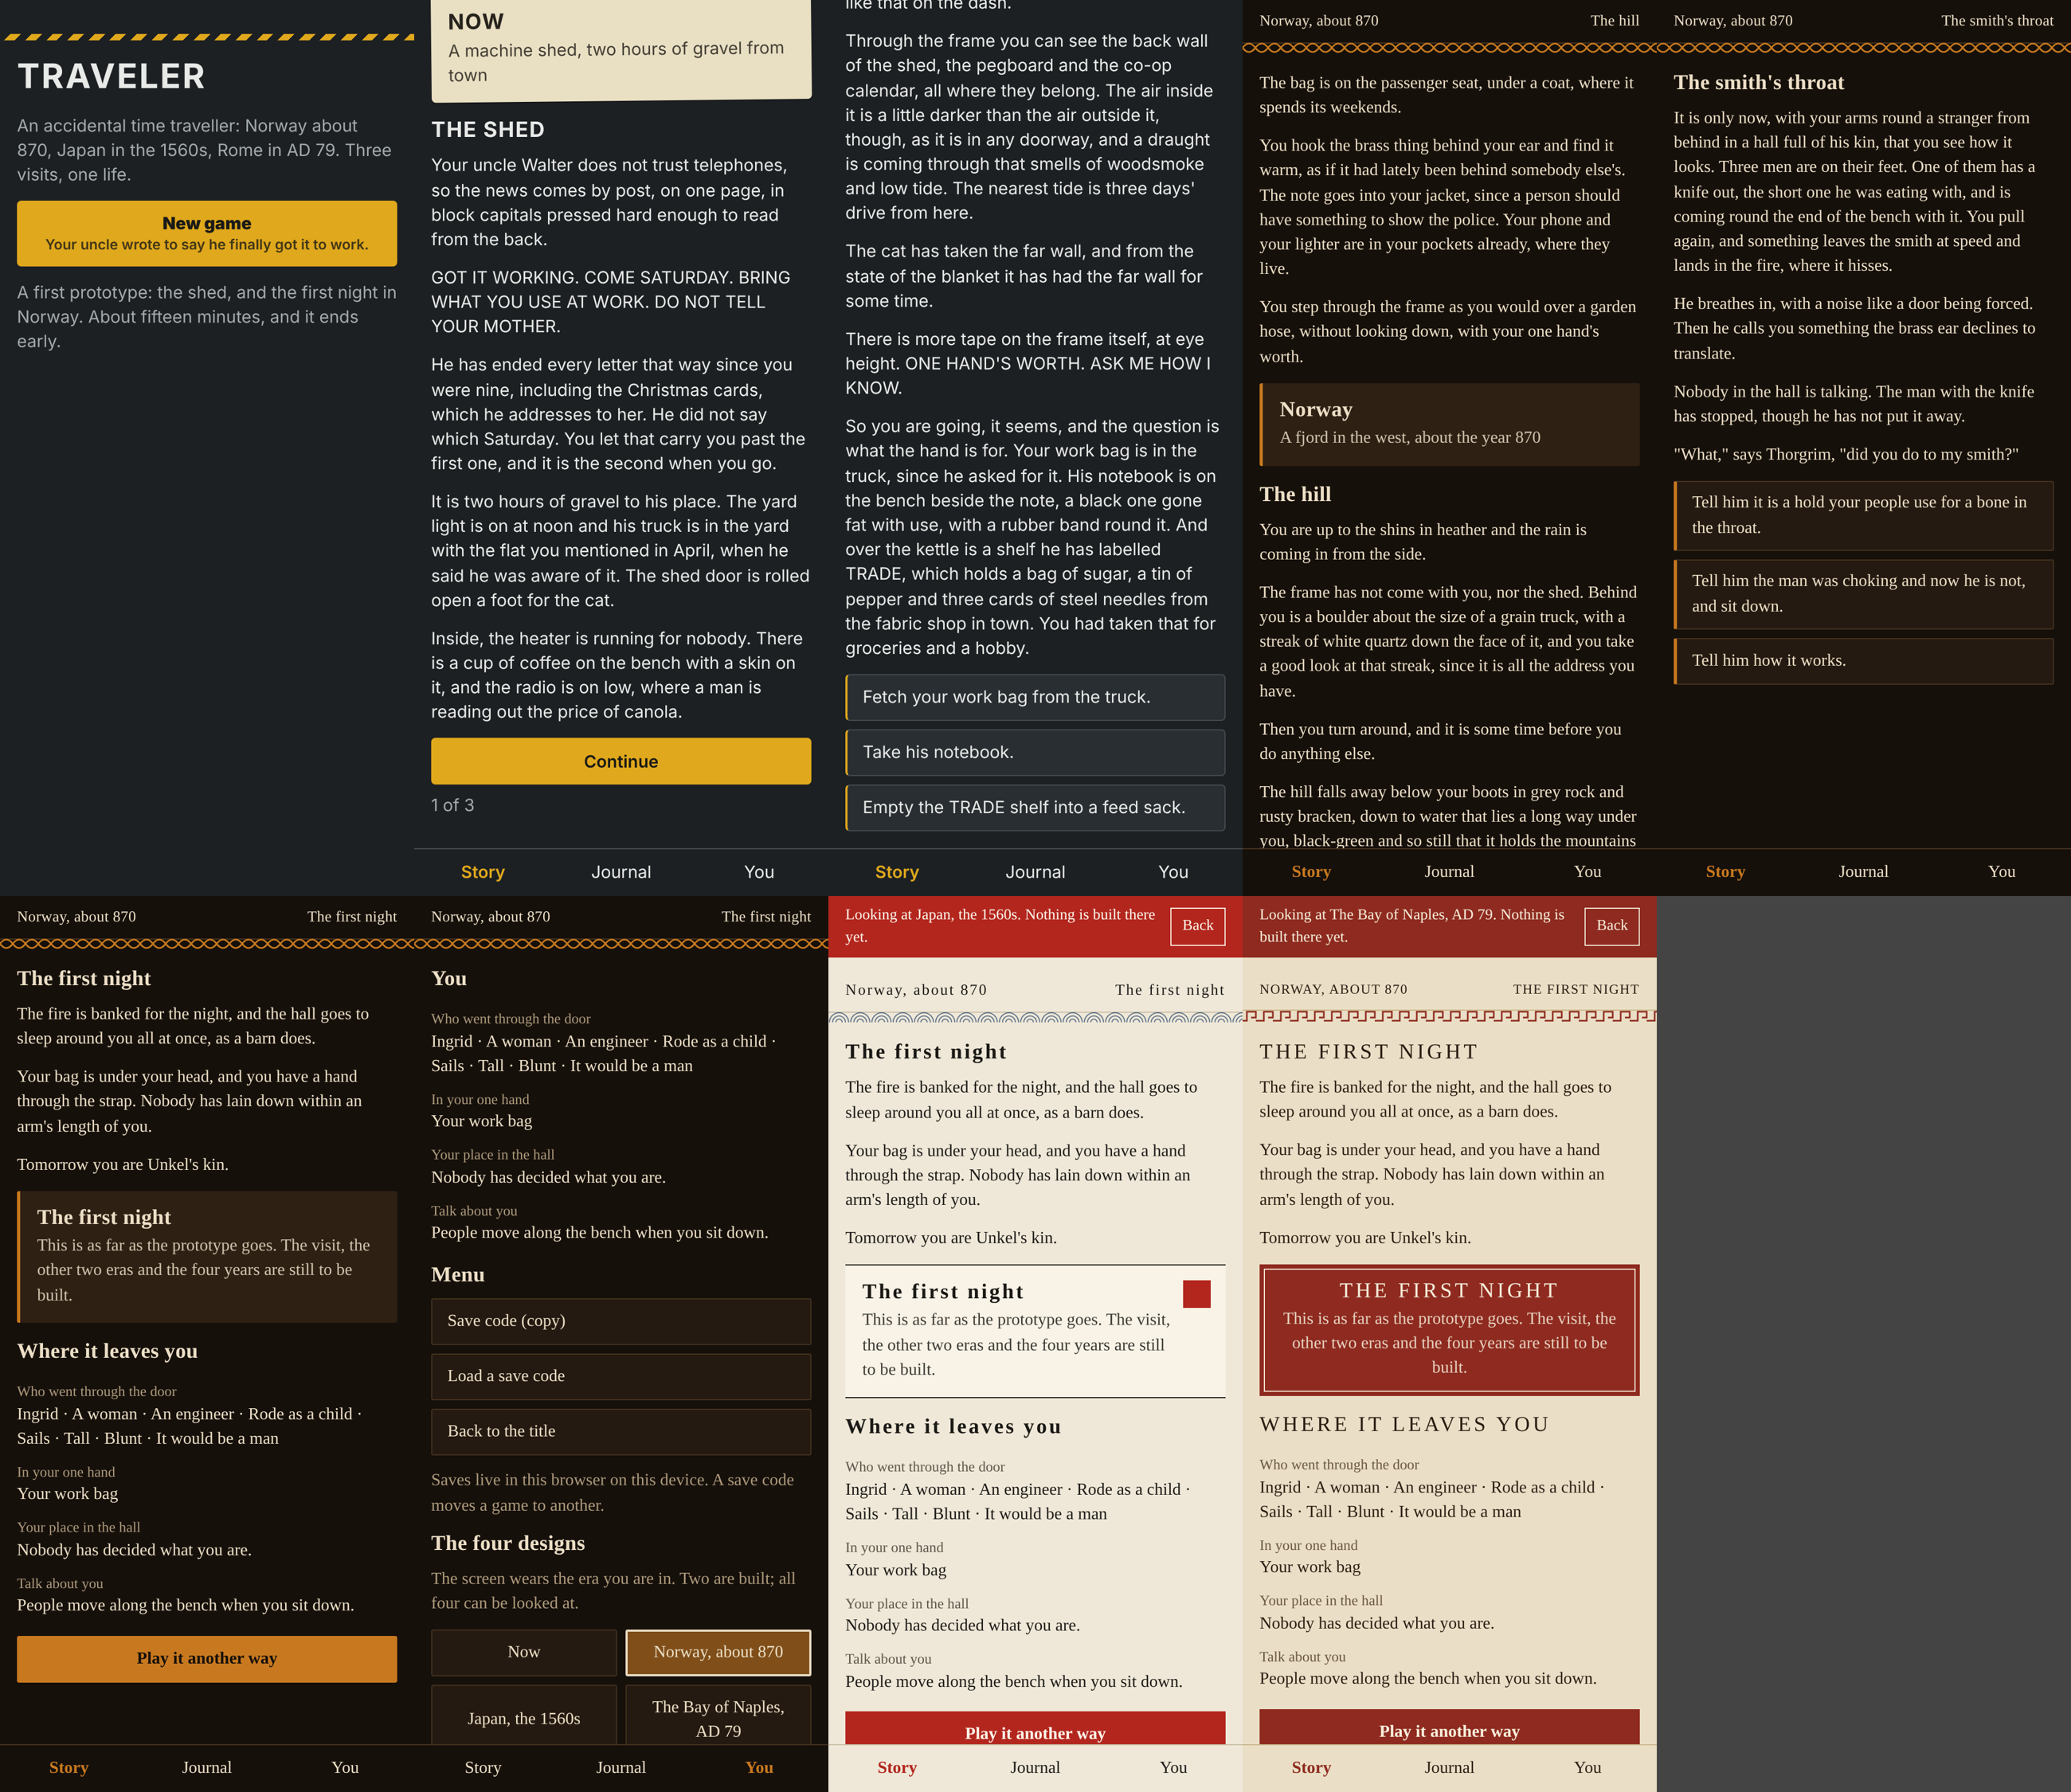 TRAVELER
An accidental time traveller: Norway about
870, Japan in the 1560s, Rome in AD 79. Three
visits, one life.
New game
Your uncle wrote to say he finally got it to work.
A first prototype: the shed, and the first night in
Norway. About fifteen minutes, and it ends
early.
NOW
A machine shed, two hours of gravel from
town
THE SHED
Your uncle Walter does not trust telephones,
so the news comes by post, on one page, in
block capitals pressed hard enough to read
from the back.
GOT IT WORKING. COME SATURDAY. BRING
WHAT YOU USE AT WORK. DO NOT TELL
YOUR MOTHER.
He has ended every letter that way since you
were nine, including the Christmas cards,
which he addresses to her. He did not say
which Saturday. You let that carry you past the
first one, and it is the second when you go.
It is two hours of gravel to his place. The yard
light is on at noon and his truck is in the yard
with the flat you mentioned in April, when he
said he was aware of it. The shed door is rolled
open a foot for the cat.
Inside, the heater is running for nobody. There
is a cup of coffee on the bench with a skin on
it, and the radio is on low, where a man is
reading out the price of canola.
Continue
1 of 3
Story Journal You
like that on the dash.
Through the frame you can see the back wall
of the shed, the pegboard and the co-op
calendar, all where they belong. The air inside
it is a little darker than the air outside it,
though, as it is in any doorway, and a draught
is coming through that smells of woodsmoke
and low tide. The nearest tide is three days'
drive from here.
The cat has taken the far wall, and from the
state of the blanket it has had the far wall for
some time.
There is more tape on the frame itself, at eye
height. ONE HAND'S WORTH. ASK ME HOW I
KNOW.
So you are going, it seems, and the question is
what the hand is for. Your work bag is in the
truck, since he asked for it. His notebook is on
the bench beside the note, a black one gone
fat with use, with a rubber band round it. And
over the kettle is a shelf he has labelled
TRADE, which holds a bag of sugar, a tin of
pepper and three cards of steel needles from
the fabric shop in town. You had taken that for
groceries and a hobby.
Fetch your work bag from the truck.
Take his notebook.
Empty the TRADE shelf into a feed sack.
Story Journal You
Norway, about 870 The hill
The bag is on the passenger seat, under a coat, where it
spends its weekends.
You hook the brass thing behind your ear and find it
warm, as if it had lately been behind somebody else's.
The note goes into your jacket, since a person should
have something to show the police. Your phone and
your lighter are in your pockets already, where they
live.
You step through the frame as you would over a garden
hose, without looking down, with your one hand's
worth.
Norway
A fjord in the west, about the year 870
The hill
You are up to the shins in heather and the rain is
coming in from the side.
The frame has not come with you, nor the shed. Behind
you is a boulder about the size of a grain truck, with a
streak of white quartz down the face of it, and you take
a good look at that streak, since it is all the address you
have.
Then you turn around, and it is some time before you
do anything else.
The hill falls away below your boots in grey rock and
rusty bracken, down to water that lies a long way under
you, black-green and so still that it holds the mountains
Story Journal You
Norway, about 870 The smith's throat
The smith's throat
It is only now, with your arms round a stranger from
behind in a hall full of his kin, that you see how it
looks. Three men are on their feet. One of them has a
knife out, the short one he was eating with, and is
coming round the end of the bench with it. You pull
again, and something leaves the smith at speed and
lands in the fire, where it hisses.
He breathes in, with a noise like a door being forced.
Then he calls you something the brass ear declines to
translate.
Nobody in the hall is talking. The man with the knife
has stopped, though he has not put it away.
"What," says Thorgrim, "did you do to my smith?"
Tell him it is a hold your people use for a bone in
the throat.
Tell him the man was choking and now he is not,
and sit down.
Tell him how it works.
Story Journal You
Norway, about 870 The first night
The first night
The fire is banked for the night, and the hall goes to
sleep around you all at once, as a barn does.
Your bag is under your head, and you have a hand
through the strap. Nobody has lain down within an
arm's length of you.
Tomorrow you are Unkel's kin.
The first night
This is as far as the prototype goes. The visit, the
other two eras and the four years are still to be
built.
Where it leaves you
Who went through the door
Ingrid · A woman · An engineer · Rode as a child ·
Sails · Tall · Blunt · It would be a man
In your one hand
Your work bag
Your place in the hall
Nobody has decided what you are.
Talk about you
People move along the bench when you sit down.
Play it another way
Story Journal You
Norway, about 870 The first night
You
Who went through the door
Ingrid · A woman · An engineer · Rode as a child ·
Sails · Tall · Blunt · It would be a man
In your one hand
Your work bag
Your place in the hall
Nobody has decided what you are.
Talk about you
People move along the bench when you sit down.
Menu
Save code (copy)
Load a save code
Back to the title
Saves live in this browser on this device. A save code
moves a game to another.
The four designs
The screen wears the era you are in. Two are built; all
four can be looked at.
Now
Norway, about 870
Japan, the 1560s
The Bay of Naples,
AD 79
Story Journal You
Looking at Japan, the 1560s. Nothing is built there
yet.
Back
Norway, about 870 The first night
The first night
The fire is banked for the night, and the hall goes to
sleep around you all at once, as a barn does.
Your bag is under your head, and you have a hand
through the strap. Nobody has lain down within an
arm's length of you.
Tomorrow you are Unkel's kin.
The first night
This is as far as the prototype goes. The visit,
the other two eras and the four years are still
to be built.
Where it leaves you
Who went through the door
Ingrid · A woman · An engineer · Rode as a child ·
Sails · Tall · Blunt · It would be a man
In your one hand
Your work bag
Your place in the hall
Nobody has decided what you are.
Talk about you
People move along the bench when you sit down.
Play it another way
Story Journal You
Looking at The Bay of Naples, AD 79. Nothing is
built there yet.
Back
NORWAY, ABOUT 870 THE FIRST NIGHT
THE FIRST NIGHT
The fire is banked for the night, and the hall goes to
sleep around you all at once, as a barn does.
Your bag is under your head, and you have a hand
through the strap. Nobody has lain down within an
arm's length of you.
Tomorrow you are Unkel's kin.
THE FIRST NIGHT
This is as far as the prototype goes. The visit, the
other two eras and the four years are still to be
built.
WHERE IT LEAVES YOU
Who went through the door
Ingrid · A woman · An engineer · Rode as a child ·
Sails · Tall · Blunt · It would be a man
In your one hand
Your work bag
Your place in the hall
Nobody has decided what you are.
Talk about you
People move along the bench when you sit down.
Play it another way
Story Journal You